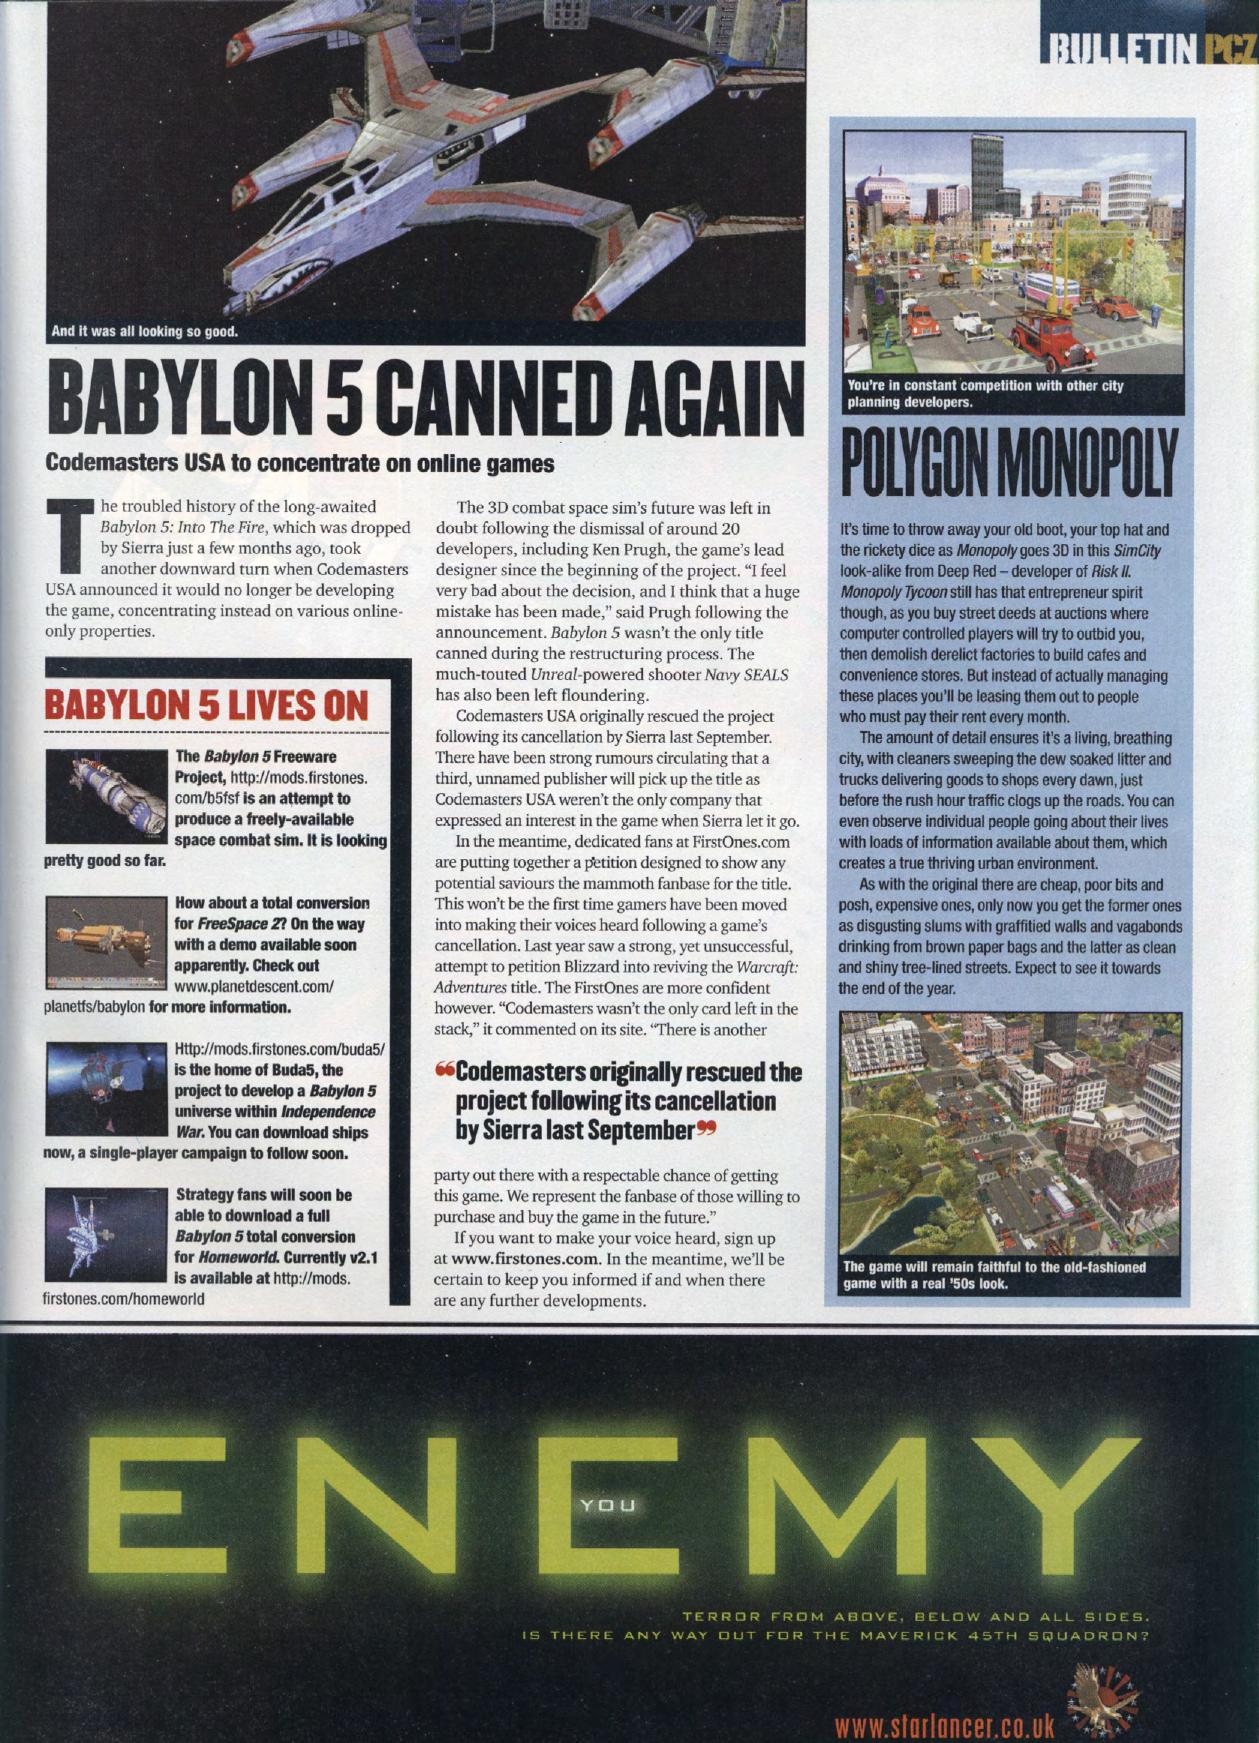 BULLETIN PCZ
And it was all looking so good.
BABYLON 5 CANNED AGAIN
Codemasters USA to concentrate on online games
The troubled history of the long-awaited
Babylon 5: Into The Fire, which was dropped
by Sierra just a few months ago, took
another downward turn when Codemasters
USA announced it would no longer be developing
the game, concentrating instead on various online-
only properties.
BABYLON 5 LIVES ON
The Babylon 5 Freeware
Project, http://mods.firstones.
com/b5fsf is an attempt to
produce a freely-available
space combat sim. It is looking
pretty good so far.
How about a total conversion
for FreeSpace 2? On the way
with a demo available soon
apparently. Check out
www.planetdescent.com/
planetfs/babylon for more information.
Http://mods.firstones.com/buda5/
is the home of Buda5, the
project to develop a Babylon 5
universe within Independence
War. You can download ships
now, a single-player campaign to follow soon.
Strategy fans will soon be
able to download a full
Babylon 5 total conversion
for Homeworld. Currently v2.1
is available at http://mods.
firstones.com/homeworld
The 3D combat space sim's future was left in
doubt following the dismissal of around 20
developers, including Ken Prugh, the game's lead
designer since the beginning of the project. "I feel
very bad about the decision, and I think that a huge
mistake has been made," said Prugh following the
announcement. Babylon 5 wasn't the only title
canned during the restructuring process. The
much-touted Unreal-powered shooter Navy SEALS
has also been left floundering.
Codemasters USA originally rescued the project
following its cancellation by Sierra last September.
There have been strong rumours circulating that a
third, unnamed publisher will pick up the title as
Codemasters USA weren't the only company that
expressed an interest in the game when Sierra let it go.
In the meantime, dedicated fans at FirstOnes.com
are putting together a petition designed to show any
potential saviours the mammoth fanbase for the title.
This won't be the first time gamers have been moved
into making their voices heard following a game's
cancellation. Last year saw a strong, yet unsuccessful,
attempt to petition Blizzard into reviving the Warcraft:
Adventures title. The FirstOnes are more confident
however. "Codemasters wasn't the only card left in the
stack," it commented on its site. "There is another
“Codemasters originally rescued the
project following its cancellation
by Sierra last September”
party out there with a respectable chance of getting
this game. We represent the fanbase of those willing to
purchase and buy the game in the future."
If you want to make your voice heard, sign up
at www.firstones.com. In the meantime, we'll be
certain to keep you informed if and when there
are any further developments.
You're in constant competition with other city
planning developers.
POLYGON MONOPOLY
It's time to throw away your old boot, your top hat and
the rickety dice as Monopoly goes 3D in this SimCity
look-alike from Deep Red – developer of Risk II.
Monopoly Tycoon still has that entrepreneur spirit
though, as you buy street deeds at auctions where
computer controlled players will try to outbid you,
then demolish derelict factories to build cafes and
convenience stores. But instead of actually managing
these places you'll be leasing them out to people
who must pay their rent every month.
The amount of detail ensures it's a living, breathing
city, with cleaners sweeping the dew soaked litter and
trucks delivering goods to shops every dawn, just
before the rush hour traffic clogs up the roads. You can
even observe individual people going about their lives
with loads of information available about them, which
creates a true thriving urban environment.
As with the original there are cheap, poor bits and
posh, expensive ones, only now you get the former ones
as disgusting slums with graffitied walls and vagabonds
drinking from brown paper bags and the latter as clean
and shiny tree-lined streets. Expect to see it towards
the end of the year.
The game will remain faithful to the old-fashioned
game with a real '50s look.
ENEMY
YOU
TERROR FROM ABOVE, BELOW AND ALL SIDES.
IS THERE ANY WAY OUT FOR THE MAVERICK 45TH SQUADRON?
www.starlancer.co.uk